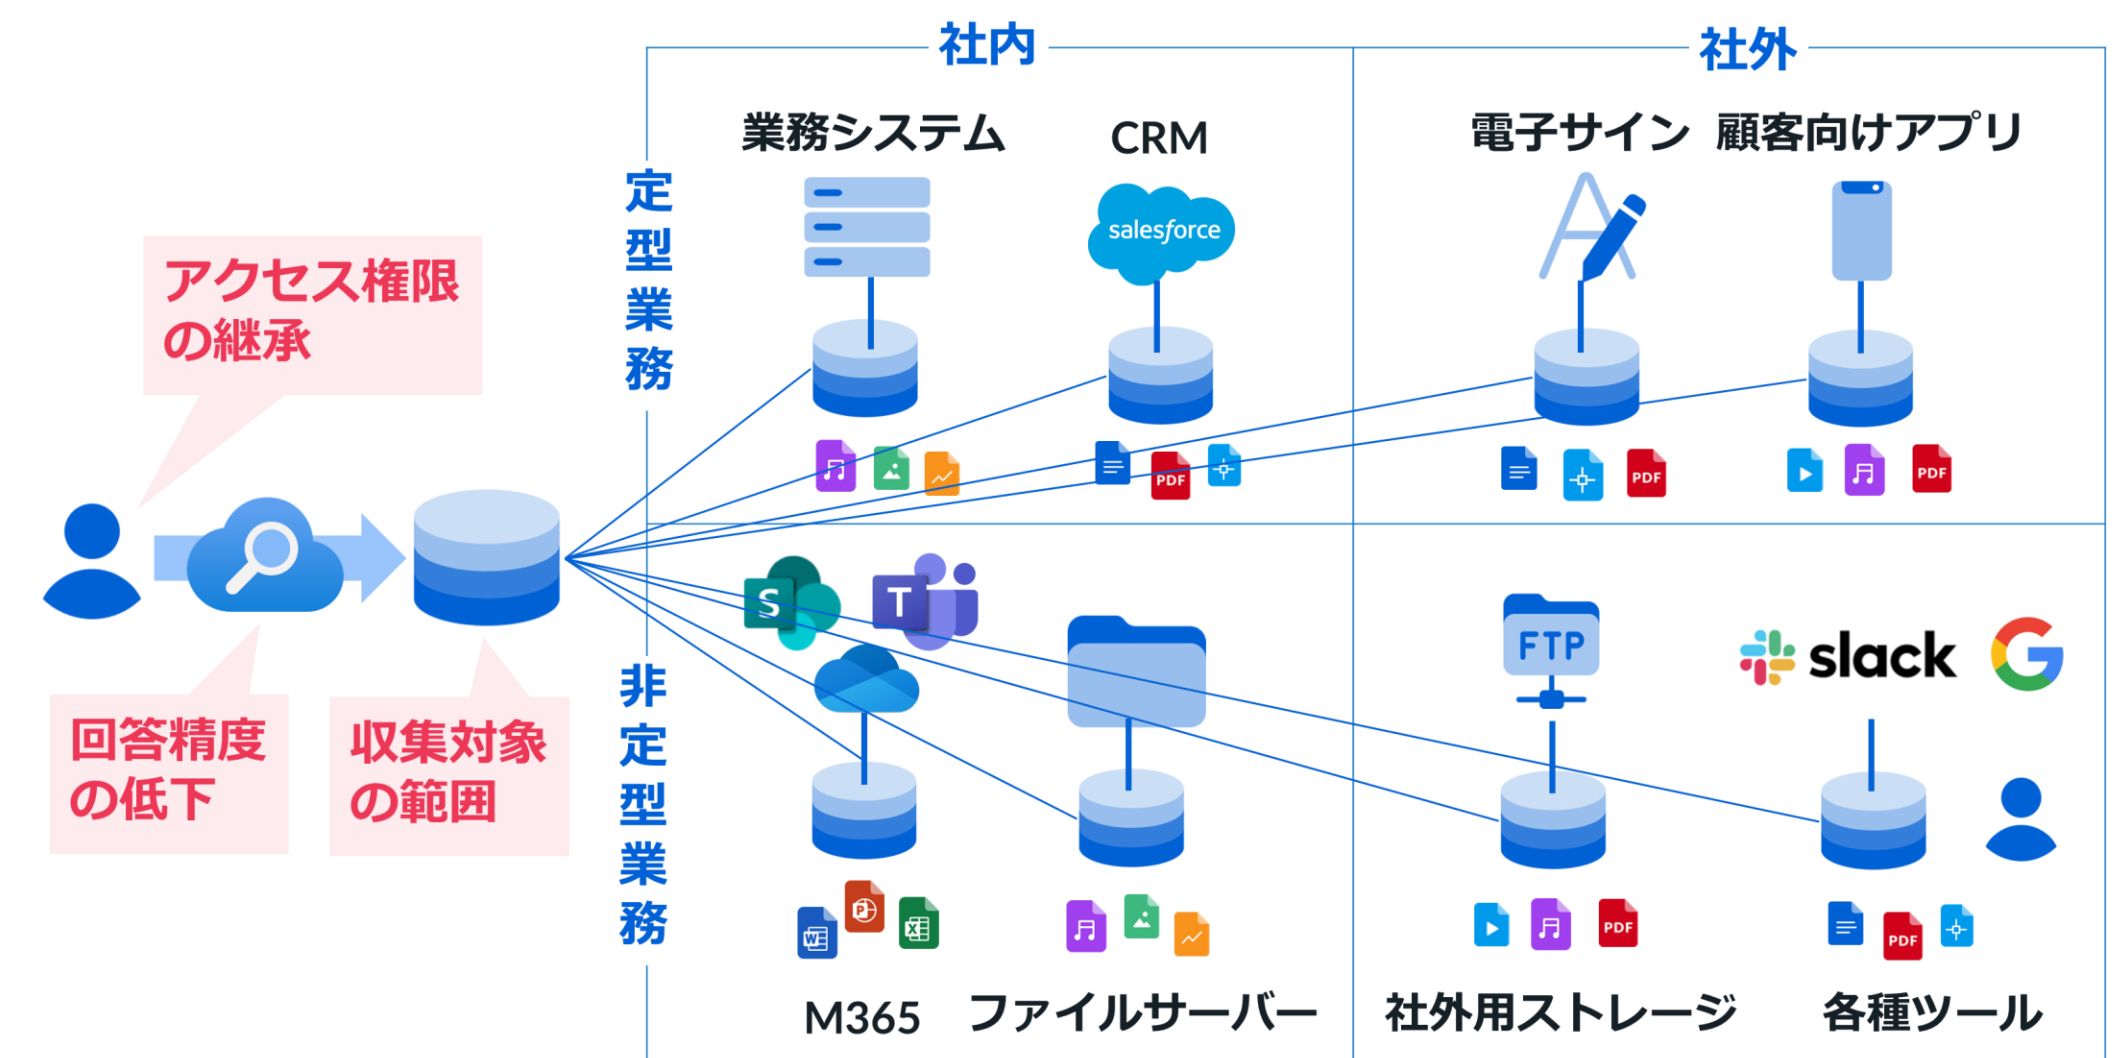 社内
社外
業務システム
CRM
電子サイン
顧客向けアプリ
定型業務
salesforce
アクセス権限
の継承
PDF
PDF
PDF
S
T
FTP
slack
G
非定型業務
回答精度
の低下
収集対象
の範囲
W
P
X
PDF
PDF
M365
ファイルサーバー
社外用ストレージ
各種ツール